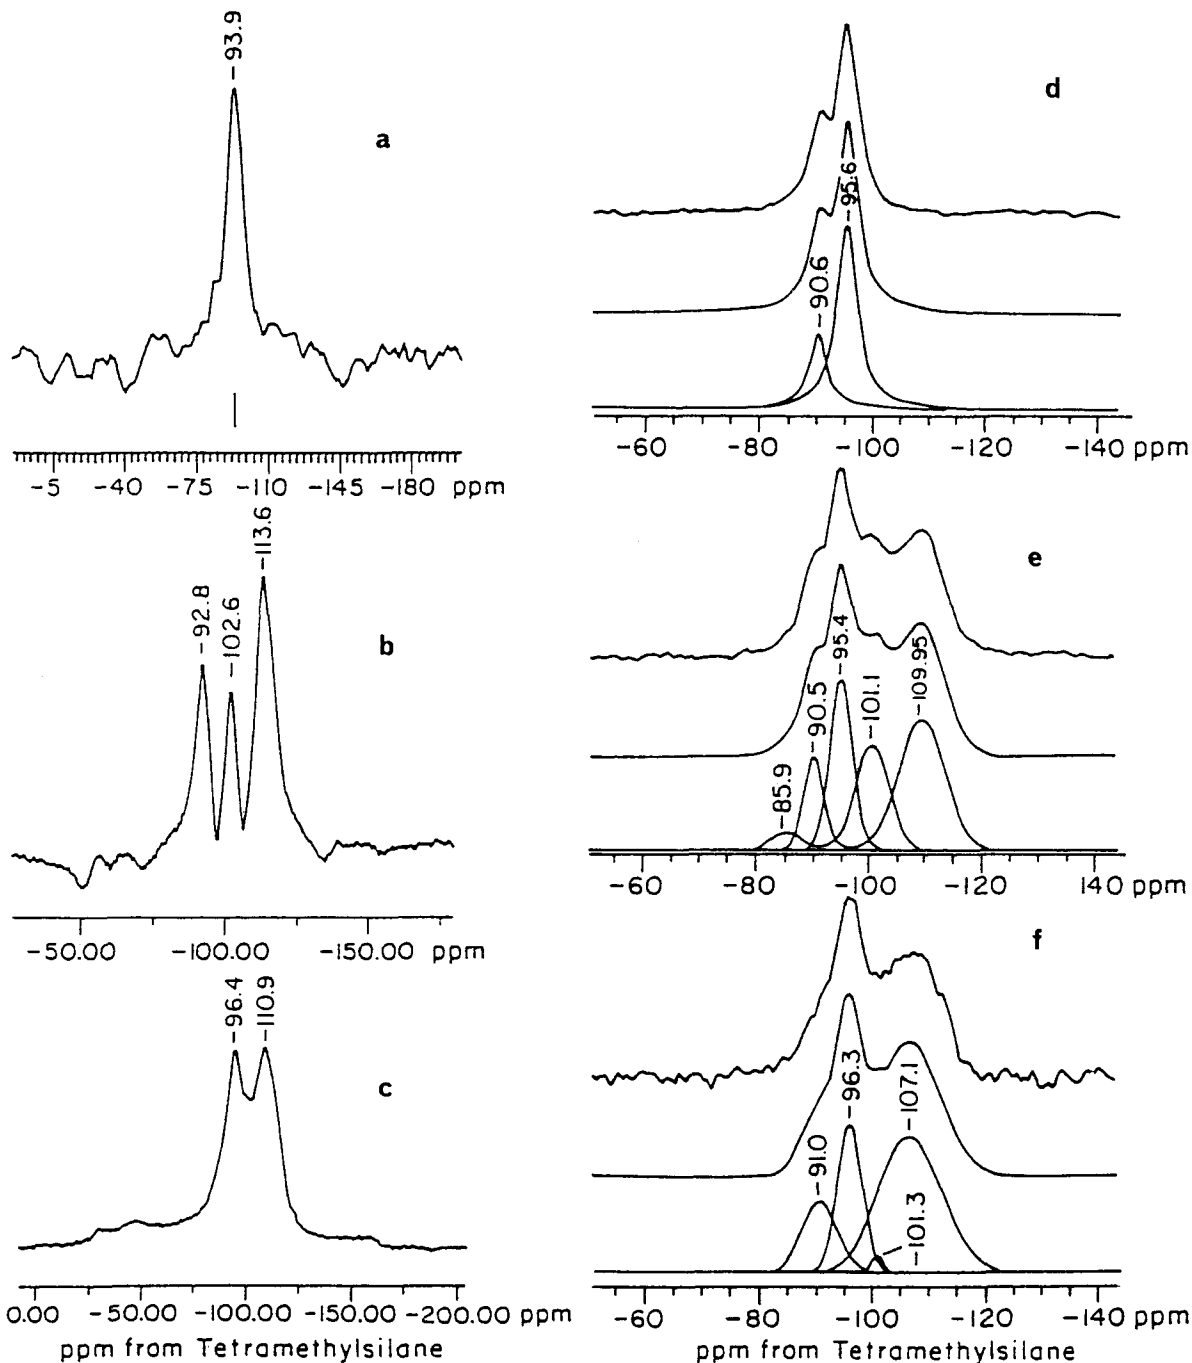 -93.9
a
-5 -40 -75 -110 -145 -180 ppm
-92.8
-102.6
-113.6
b
-50.00 -100.00 -150.00 ppm
-96.4
-110.9
c
0.00 -50.00 -100.00 -150.00 -200.00 ppm
ppm from Tetramethylsilane
d
-90.6
-95.6
-60 -80 -100 -120 -140
e
-85.9
-90.5
-95.4
-101.1
-109.95
-60 -80 -100 -120 140 ppm
f
-91.0
-96.3
-107.1
-101.3
-60 -80 -100 -120 -140 ppm
ppm from Tetramethylsilane